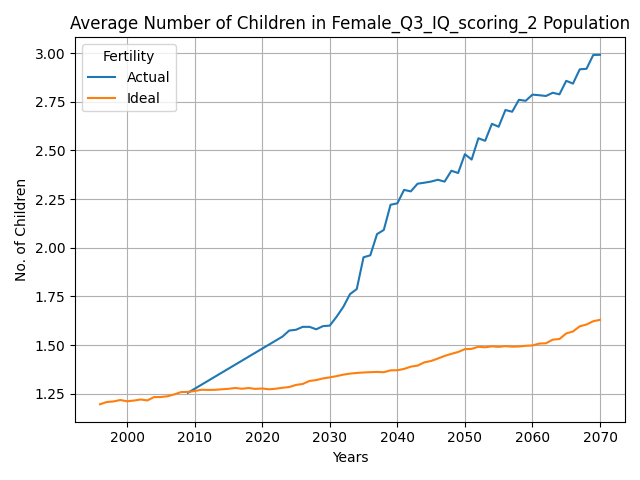 Average Number of Children in Female_Q3_IQ_scoring_2 Population
Fertility
Actual
Ideal
No. of Children
3.00
2.75
2.50
2.25
2.00
1.75
1.50
1.25
2000 2010 2020 2030 2040 2050 2060 2070
Years